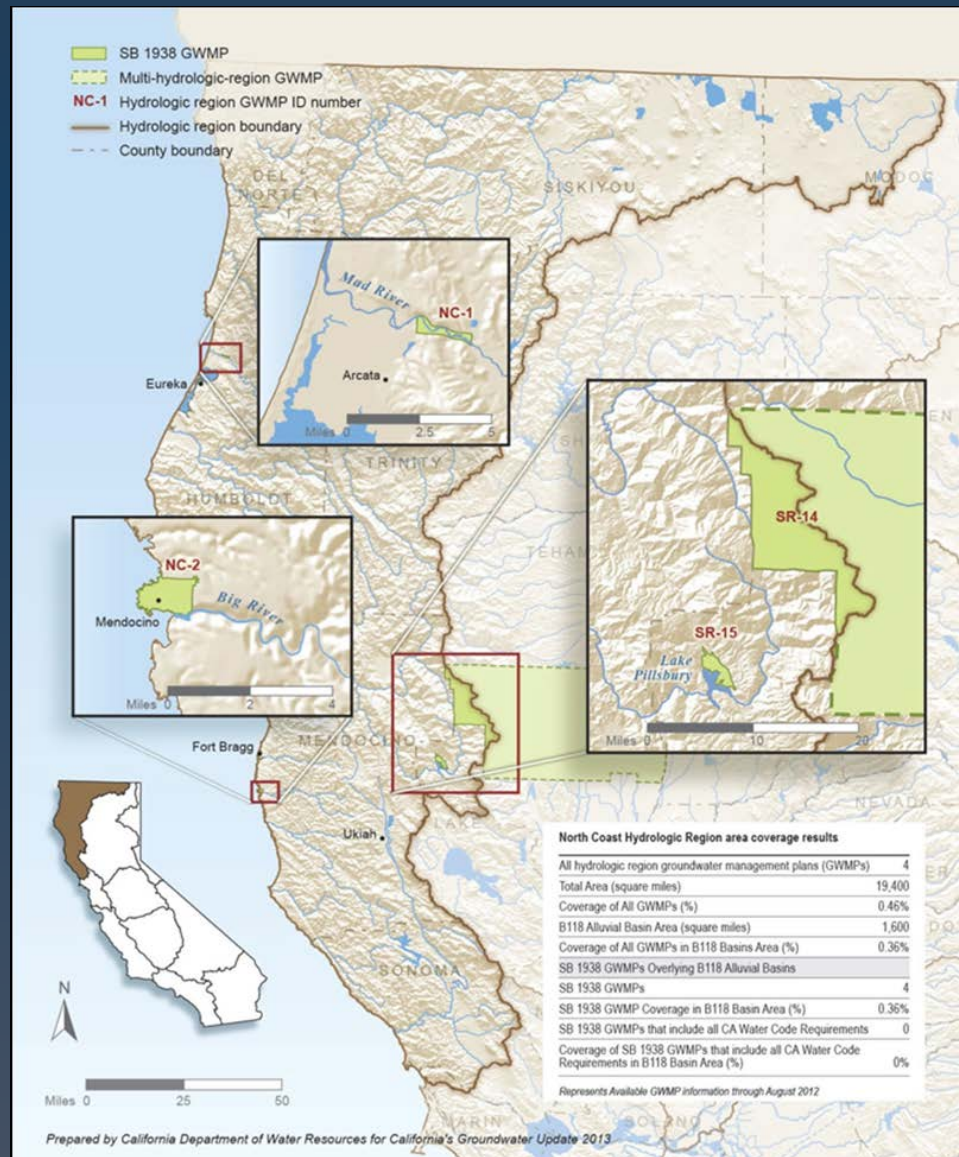 SB 1938 GWMP
Multi-hydrologic-region GWMP
NC-1 Hydrologic region GWMP ID number
Hydrologic region boundary
County boundary
DEL
NORTE
SISKIYOU
MODOC
Mad River
NC-1
Arcata
Miles 0 2.5 5
Eureka
TRINITY
HUMBOLDT
TEHAM
SR-14
NC-2
Mendocino
Big River
Miles 0 2 4
SR-15
Lake
Pillsbury
Miles 0 10 20
Fort Bragg
MENDOCINO
NEVADA
LAKE
Ukiah
North Coast Hydrologic Region area coverage results
All hydrologic region groundwater management plans (GWMPs) 4
Total Area (square miles) 19,400
Coverage of All GWMPs (%) 0.46%
B118 Alluvial Basin Area (square miles) 1,600
Coverage of All GWMPs in B118 Basins Area (%) 0.36%
SB 1938 GWMPs Overlying B118 Alluvial Basins
SB 1938 GWMPs 4
SB 1938 GWMP Coverage in B118 Basin Area (%) 0.36%
SB 1938 GWMPs that include all CA Water Code Requirements 0
Coverage of SB 1938 GWMPs that include all CA Water Code
Requirements in B118 Basin Area (%) 0%
Represents Available GWMP information through August 2012
SONOMA
N
Miles 0 25 50
MARIN
SOLANO
Prepared by California Department of Water Resources for California's Groundwater Update 2013